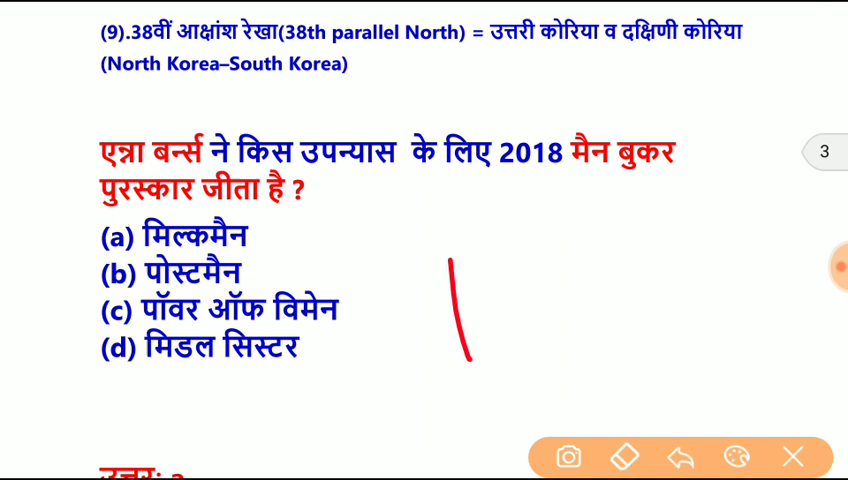 (9).38वीं आक्षांश रेखा(38th parallel North) = उत्तरी कोरिया व दक्षिणी कोरिया
(North Korea–South Korea)
एन्ना बर्न्स ने किस उपन्यास के लिए 2018 मैन बुकर
पुरस्कार जीता है ?
(a) मिल्कमैन
(b) पोस्टमैन
(c) पॉवर ऑफ विमेन
(d) मिडल सिस्टर
3